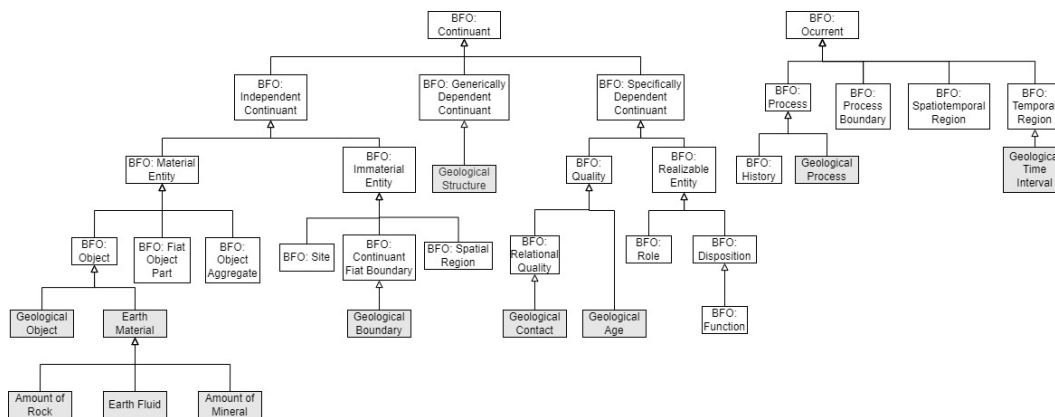 BFO:
Continuant
BFO:
Ocurrent
BFO:
Independent
Continuant
BFO: Generically
Dependent
Continuant
BFO: Specifically
Dependent
Continuant
BFO:
Process
BFO:
Process
Boundary
BFO:
Spatiotemporal
Region
BFO:
Temporal
Region
BFO: Material
Entity
BFO:
Immaterial
Entity
Geological
Structure
BFO:
Quality
BFO:
Realizable
Entity
BFO:
History
Geological
Process
Geological
Time
Interval
BFO:
Object
BFO: Fiat
Object
Part
BFO:
Object
Aggregate
BFO: Site
BFO:
Continuant
Fiat Boundary
BFO: Spatial
Region
BFO:
Relational
Quality
BFO:
Role
BFO:
Disposition
Geological
Object
Earth
Material
Geological
Boundary
Geological
Contact
Geological
Age
BFO:
Function
Amount of
Rock
Earth Fluid
Amount of
Mineral